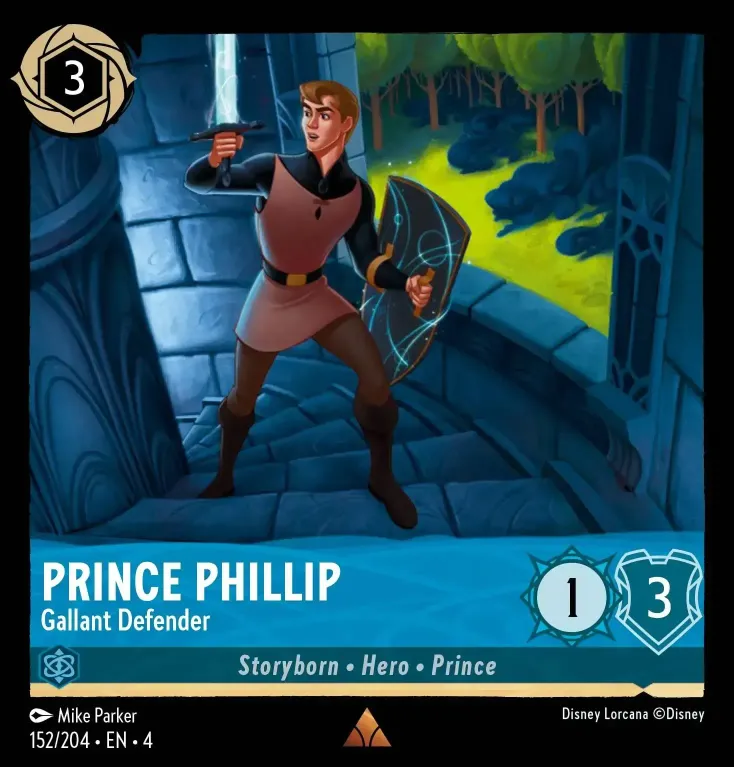 3
PRINCE PHILLIP
Gallant Defender
1
3
Storyborn • Hero • Prince
Mike Parker
Disney Lorcana ©Disney
152/204 • EN • 4